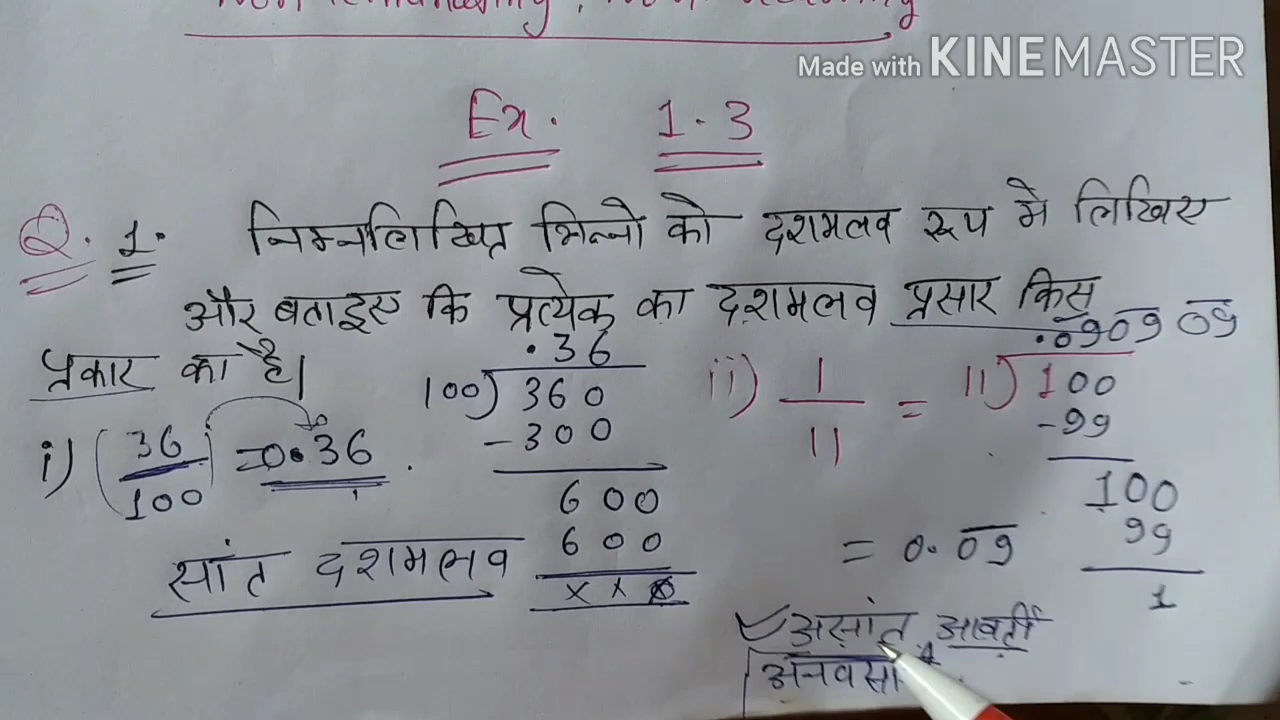 Made with KINEMASTER
Ex. 1.3
Q. 1. निम्नलिखित भिन्नो को दशमलव रूप मे लिखिए
और बताइए कि प्रत्येक का दशमलव प्रसार किस
प्रकार का है।
i) 36/100 = 0.36
.36
100) 360
-300
600
600
x x 0
सांत दशमलव
ii) 1/11 =
.090909
11) 100
-99
100
99
1
= 0.09̅
असांत आवर्ती
अनवसा